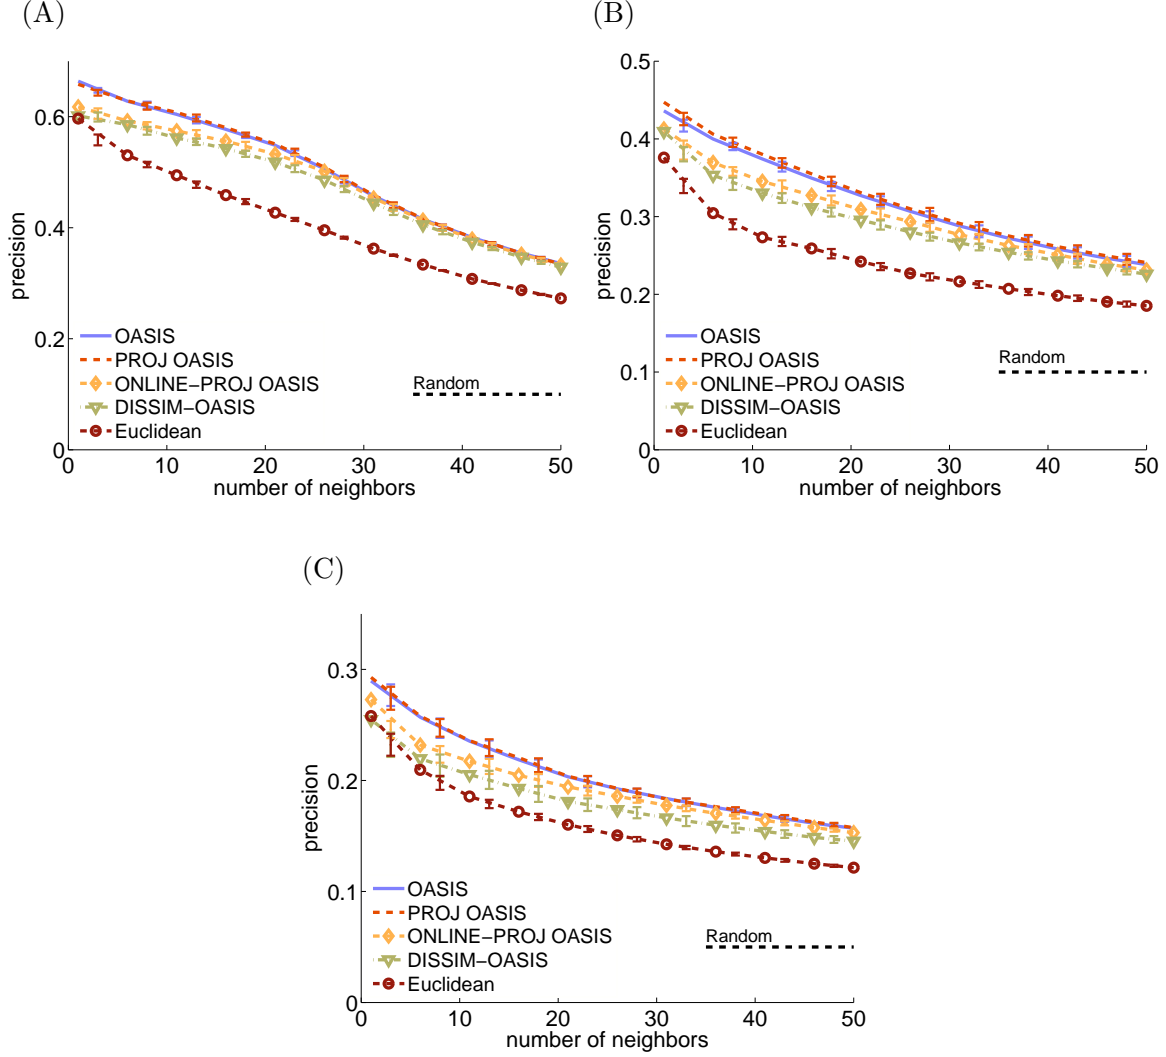 (A)
(B)
0.6
0.4
0.2
0
precision
OASIS
PROJ OASIS
ONLINE−PROJ OASIS
DISSIM−OASIS
Euclidean
Random
0 10 20 30 40 50
number of neighbors
0.5
0.4
0.3
0.2
0.1
0
precision
OASIS
PROJ OASIS
ONLINE−PROJ OASIS
DISSIM−OASIS
Euclidean
Random
0 10 20 30 40 50
number of neighbors
(C)
0.3
0.2
0.1
0
precision
OASIS
PROJ OASIS
ONLINE−PROJ OASIS
DISSIM−OASIS
Euclidean
Random
0 10 20 30 40 50
number of neighbors